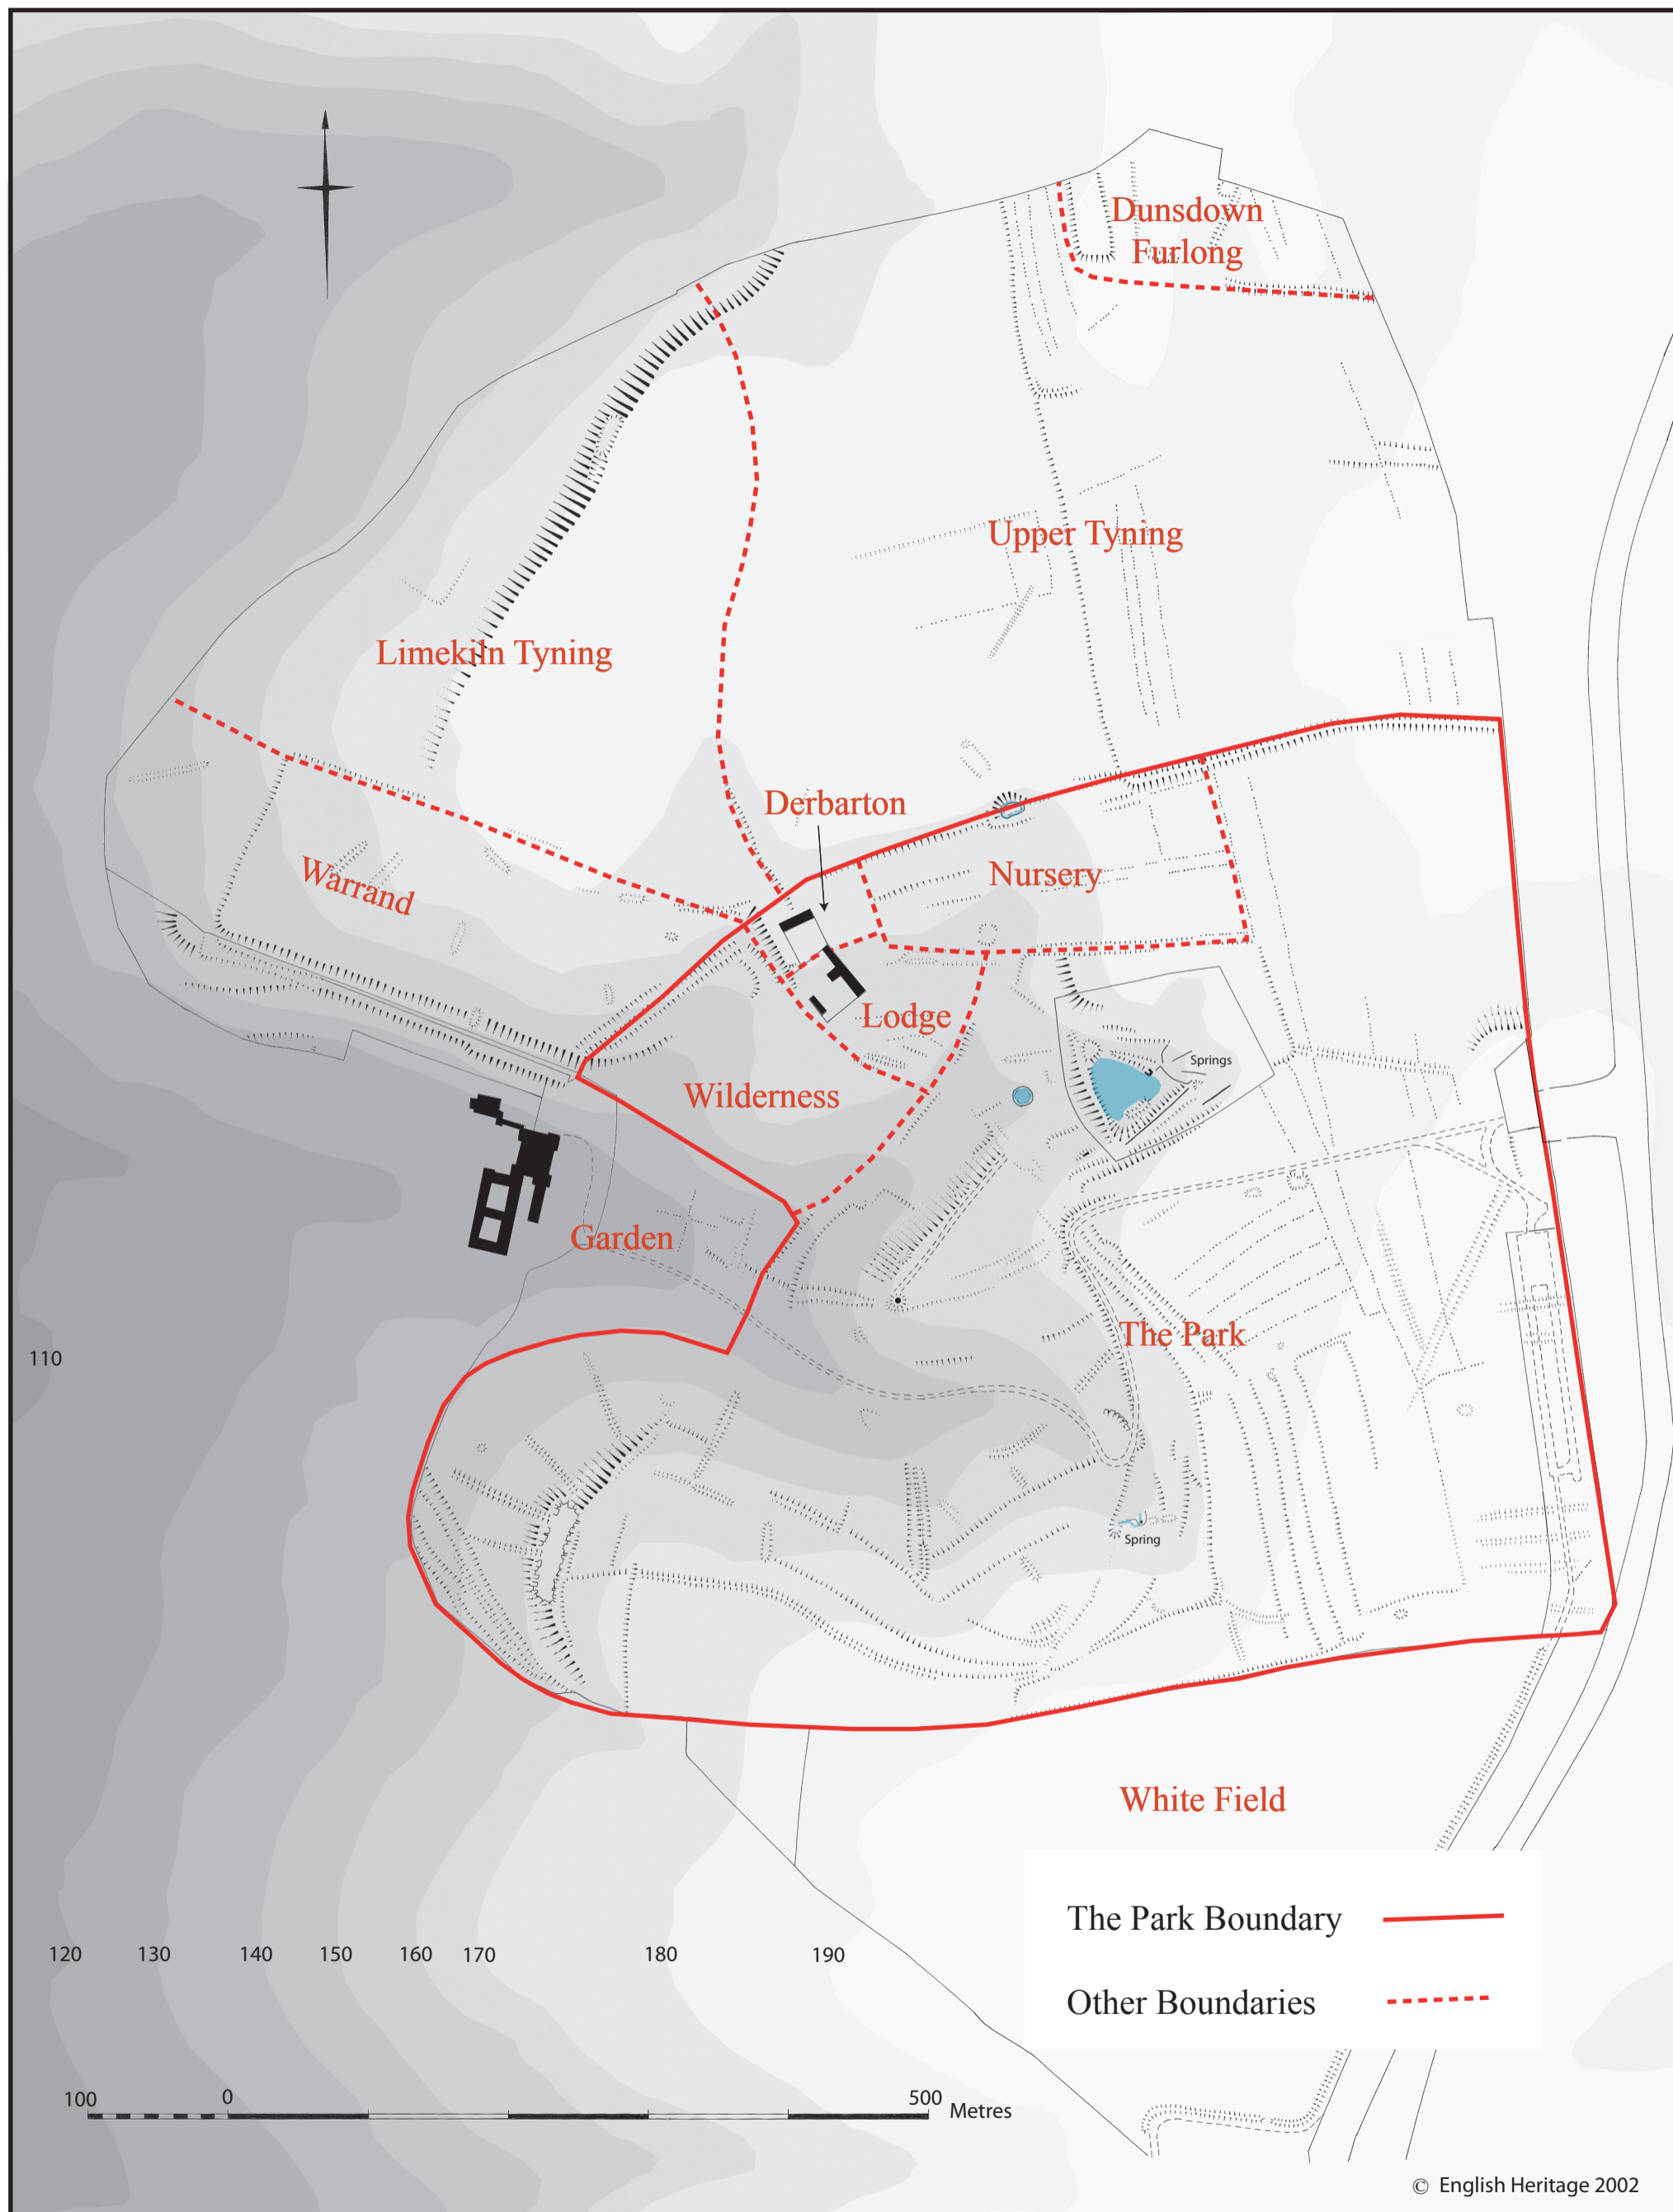 Dunsdown
Furlong
Upper Tyning
Limekiln Tyning
Derbarton
Warrand
Nursery
Lodge
Springs
Wilderness
Garden
The Park
110
Spring
White Field
The Park Boundary
120 130 140 150 160 170 180 190
Other Boundaries
100 0 500 Metres
© English Heritage 2002